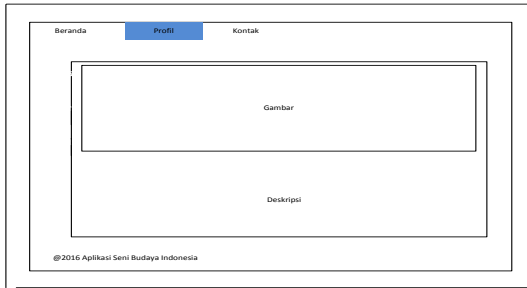 Beranda Profil Kontak
Gambar
Deskripsi
@2016 Aplikasi Seni Budaya Indonesia